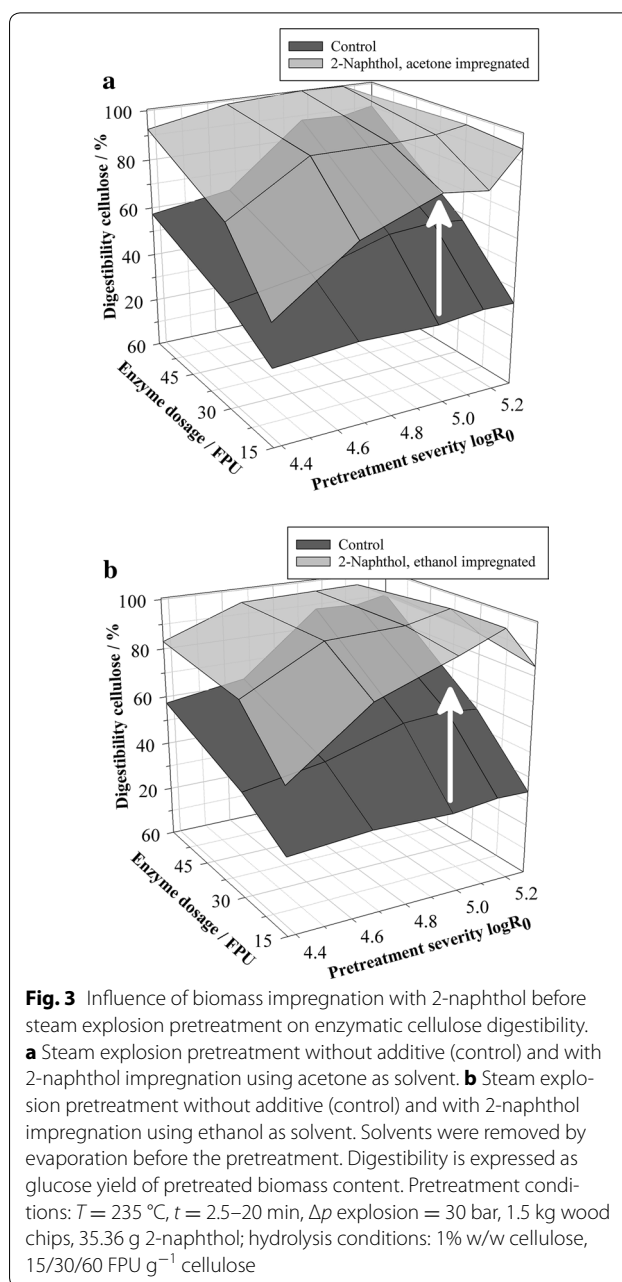 Control
2-Naphthol, acetone impregnated
a
100
80
60
40
20
Digestibility cellulose / %
60
45
30
15
Enzyme dosage / FPU
4.4
4.6
4.8
5.0
5.2
Pretreatment severity logR0
Control
2-Naphthol, ethanol impregnated
b
100
80
60
40
20
Digestibility cellulose / %
60
45
30
15
Enzyme dosage / FPU
4.4
4.6
4.8
5.0
5.2
Pretreatment severity logR0
Fig. 3 Influence of biomass impregnation with 2-naphthol before
steam explosion pretreatment on enzymatic cellulose digestibility.
a Steam explosion pretreatment without additive (control) and with
2-naphthol impregnation using acetone as solvent. b Steam explo-
sion pretreatment without additive (control) and with 2-naphthol
impregnation using ethanol as solvent. Solvents were removed by
evaporation before the pretreatment. Digestibility is expressed as
glucose yield of pretreated biomass content. Pretreatment condi-
tions: T = 235 °C, t = 2.5–20 min, Δp explosion = 30 bar, 1.5 kg wood
chips, 35.36 g 2-naphthol; hydrolysis conditions: 1% w/w cellulose,
15/30/60 FPU g−1 cellulose